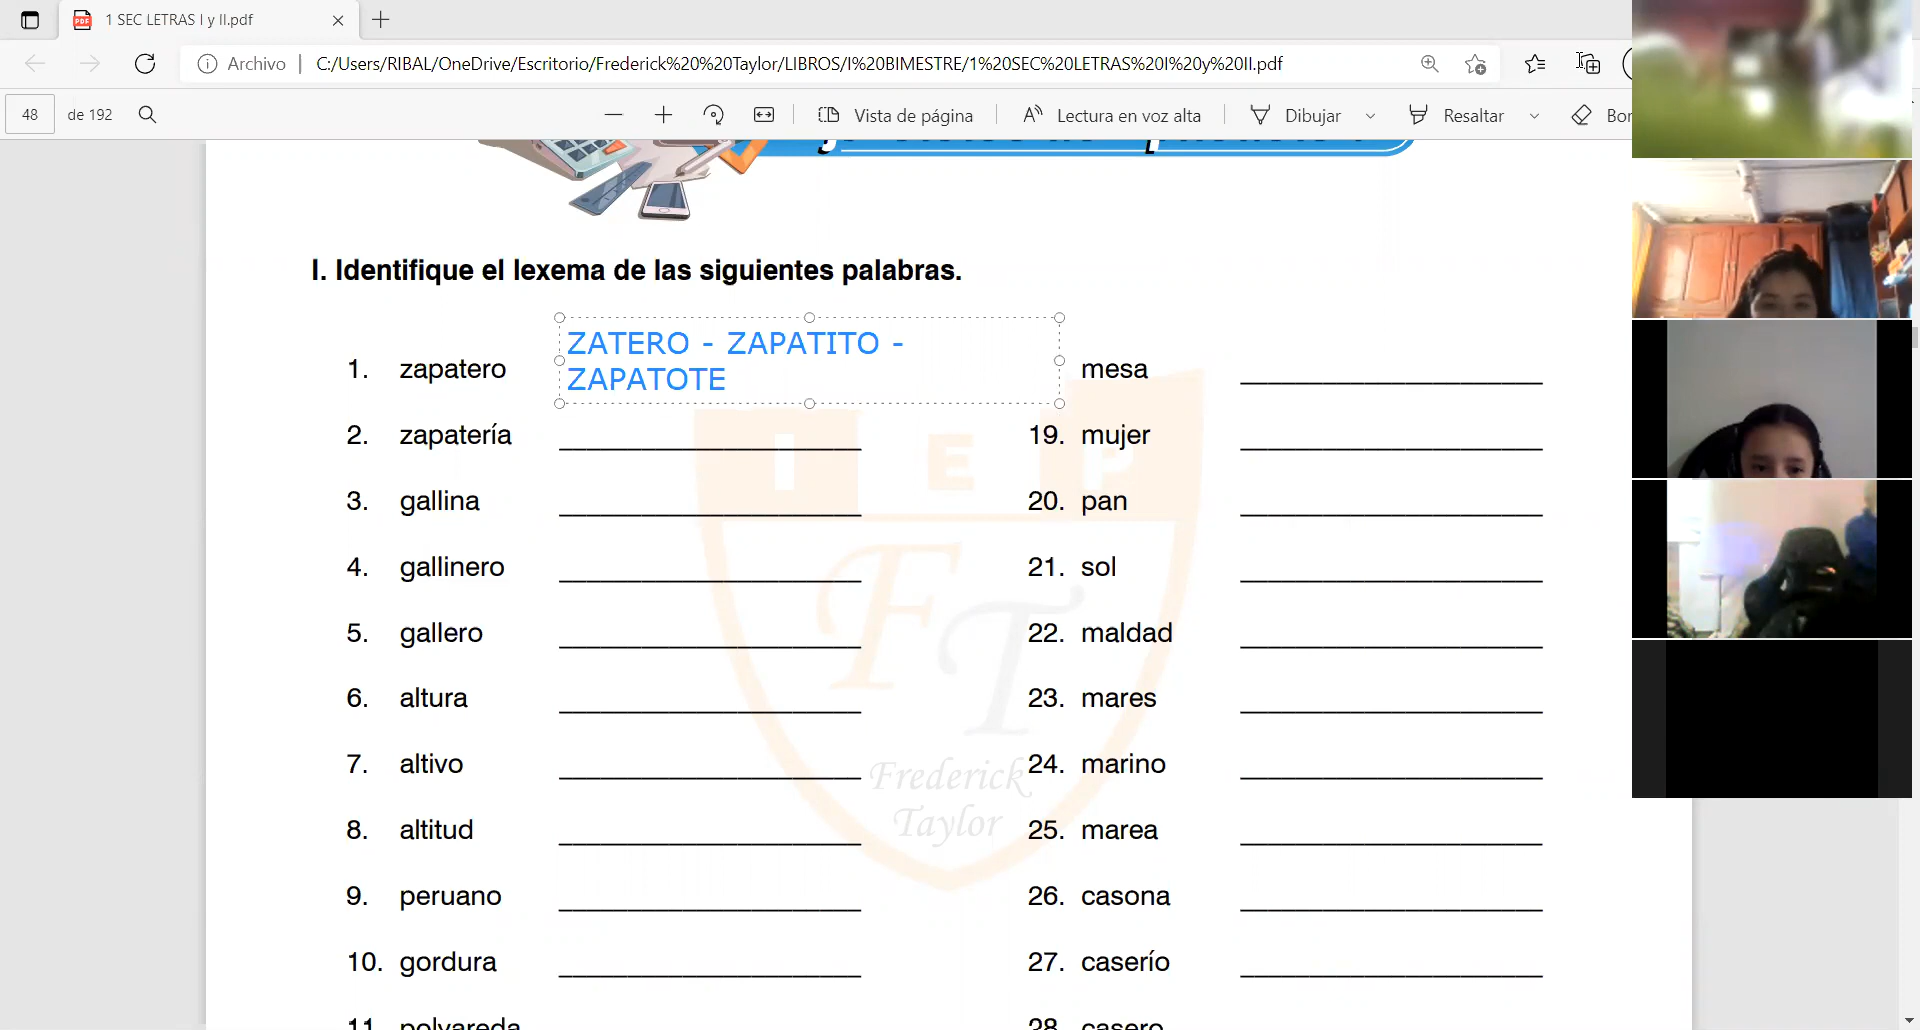 1 SEC LETRAS I y II.pdf
Archivo | C:/Users/RIBAL/OneDrive/Escritorio/Frederick%20%20Taylor/LIBROS/I%20BIMESTRE/1%20SEC%20LETRAS%20I%20y%20II.pdf
48 de 192
Vista de página
Lectura en voz alta
Dibujar
Resaltar
I. Identifique el lexema de las siguientes palabras.
ZATERO - ZAPATITO -
ZAPATOTE
1. zapatero
2. zapatería
3. gallina
4. gallinero
5. gallero
6. altura
7. altivo
8. altitud
9. peruano
10. gordura
mesa
19. mujer
20. pan
21. sol
22. maldad
23. mares
24. marino
25. marea
26. casona
27. caserío
28. casero
I E P
F T
Frederick
Taylor